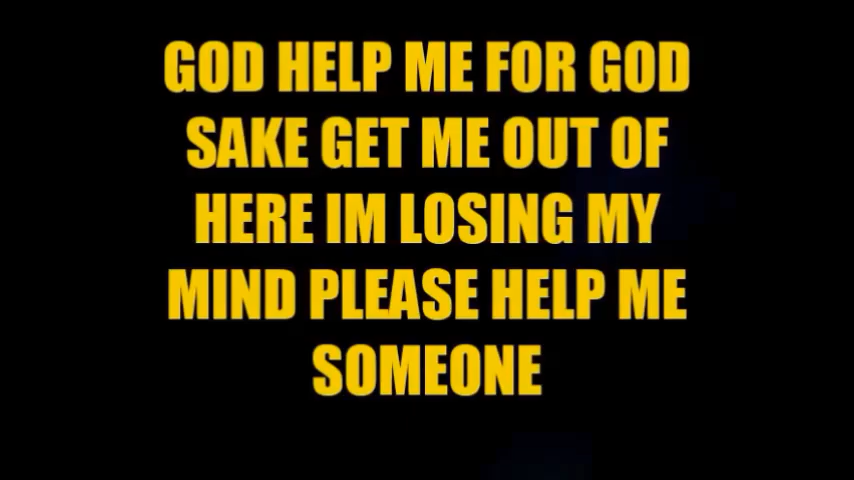 GOD HELP ME FOR GOD
SAKE GET ME OUT OF
HERE IM LOSING MY
MIND PLEASE HELP ME
SOMEONE